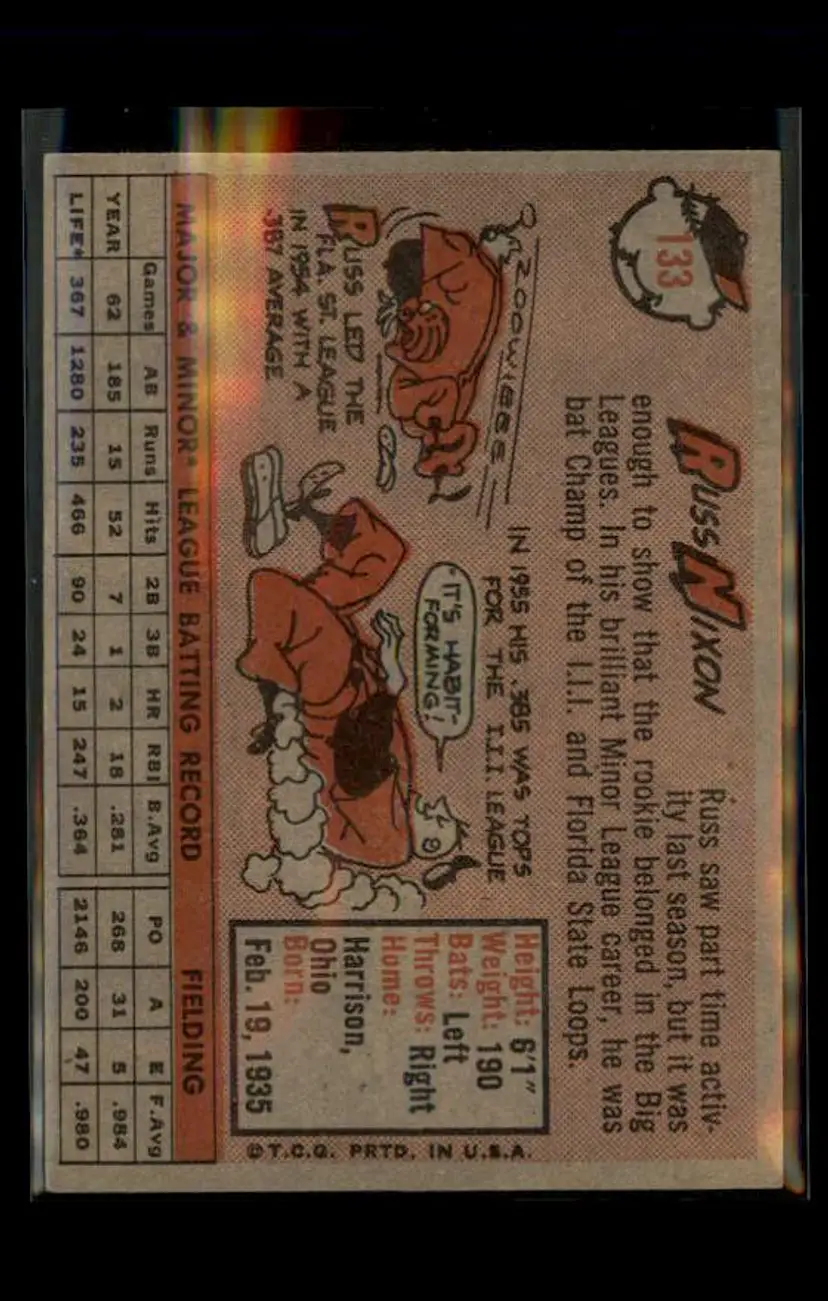 133
RUSS NIXON
Russ saw part time activ-
ity last season, but it was
enough to show that the rookie belonged in the Big
Leagues. In his brilliant Minor League career, he was
bat Champ of the I.I.I. and Florida State Loops.
ZOOWIEE
RUSS LED THE
FLA. ST. LEAGUE
IN 1954 WITH A
.387 AVERAGE
IN 1955 HIS .385 WAS TOPS
FOR THE I.I.I. LEAGUE
"IT'S HABIT-
FORMING!
Height: 6'1"
Weight: 190
Bats: Left
Throws: Right
Home:
Harrison,
Ohio
Born:
Feb. 19, 1935
©T.C.G. PRTD. IN U.S.A.
MAJOR & MINOR* LEAGUE BATTING RECORD FIELDING
Games AB Runs Hits 2B 3B HR RBI B.Avg PO A E F.Avg
YEAR 62 185 15 52 7 1 2 18 .281 268 31 5 .984
LIFE* 367 1280 235 466 90 24 15 247 .364 2146 200 47 .980